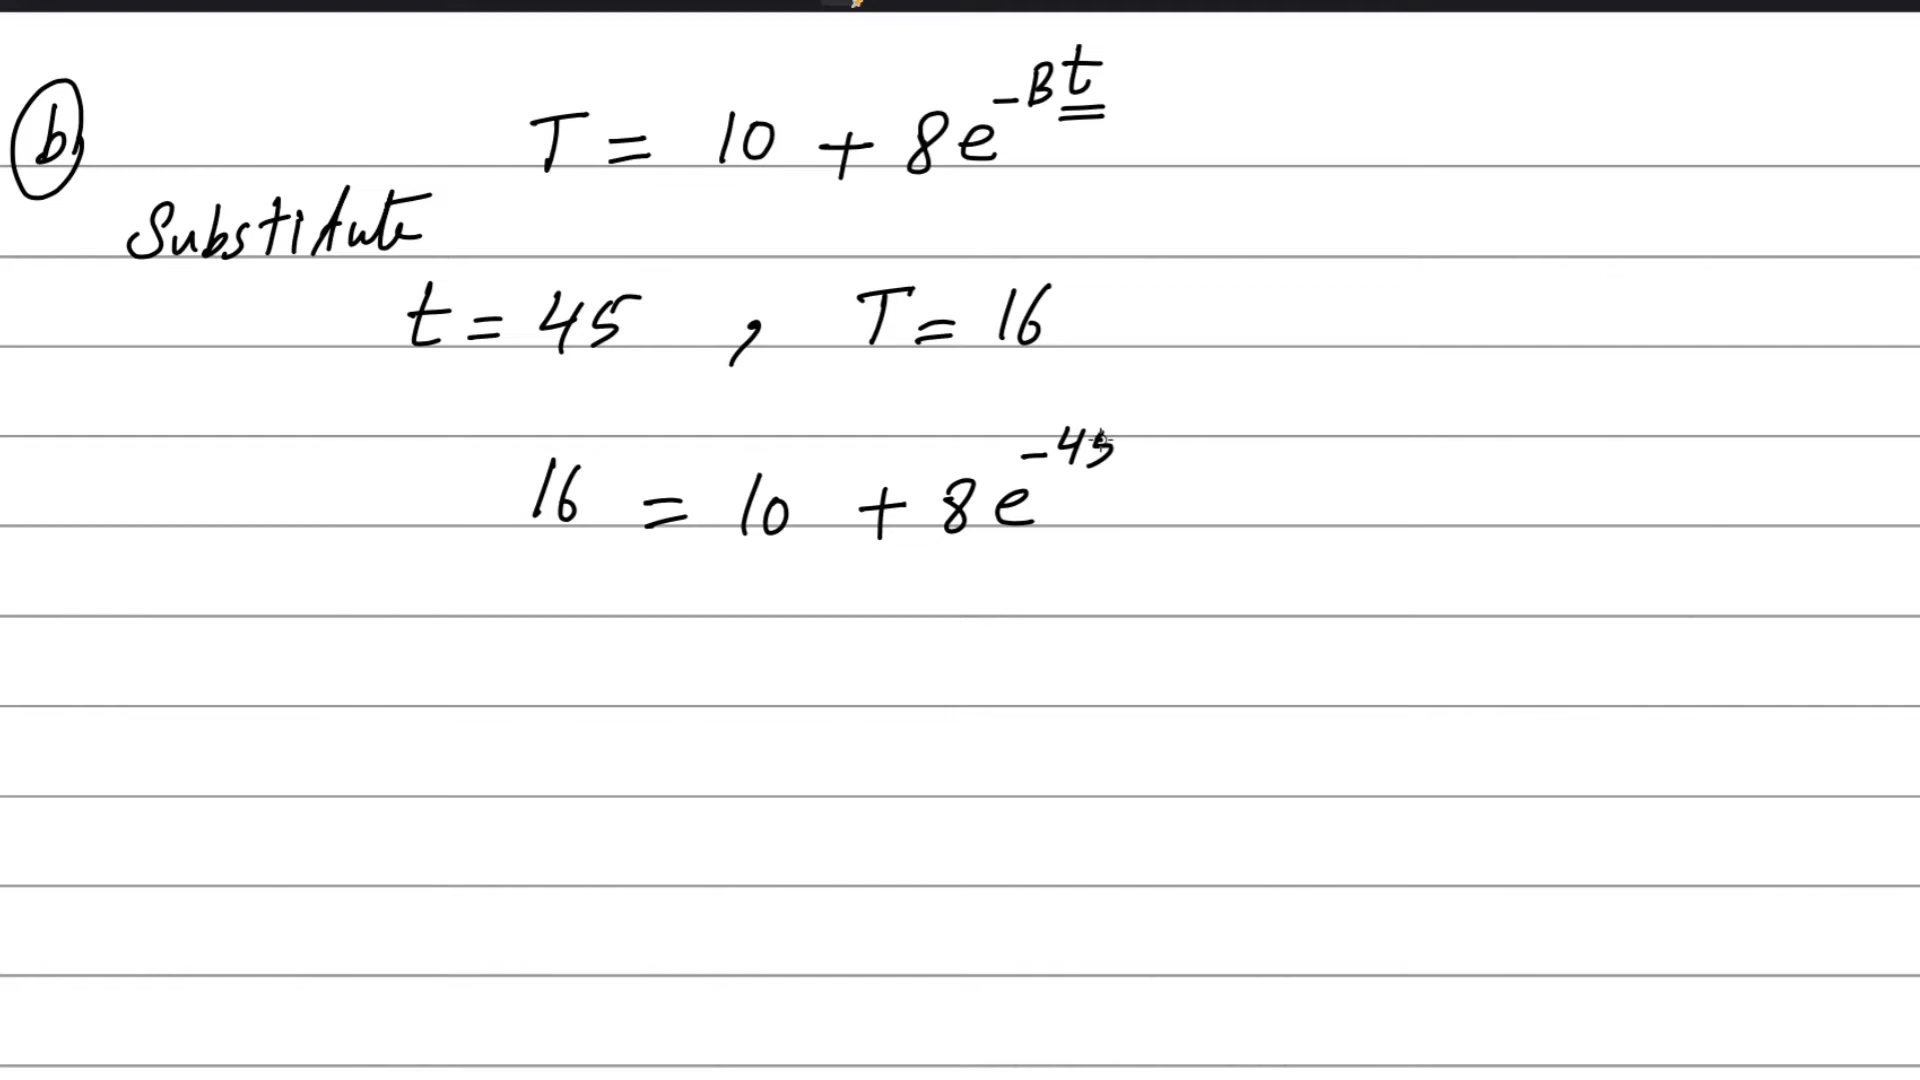 b) T = 10 + 8e^{-Bt}
Substitute
t = 45 , T = 16
16 = 10 + 8e^{-45}